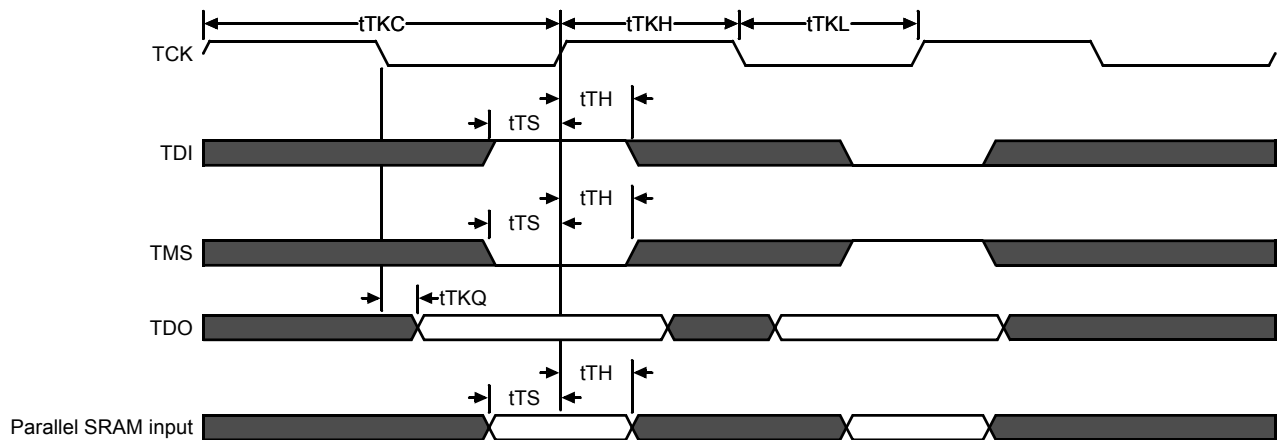 tTKC
tTKH
tTKL
TCK
tTH
tTS
TDI
tTH
tTS
TMS
tTKQ
TDO
tTH
tTS
Parallel SRAM input